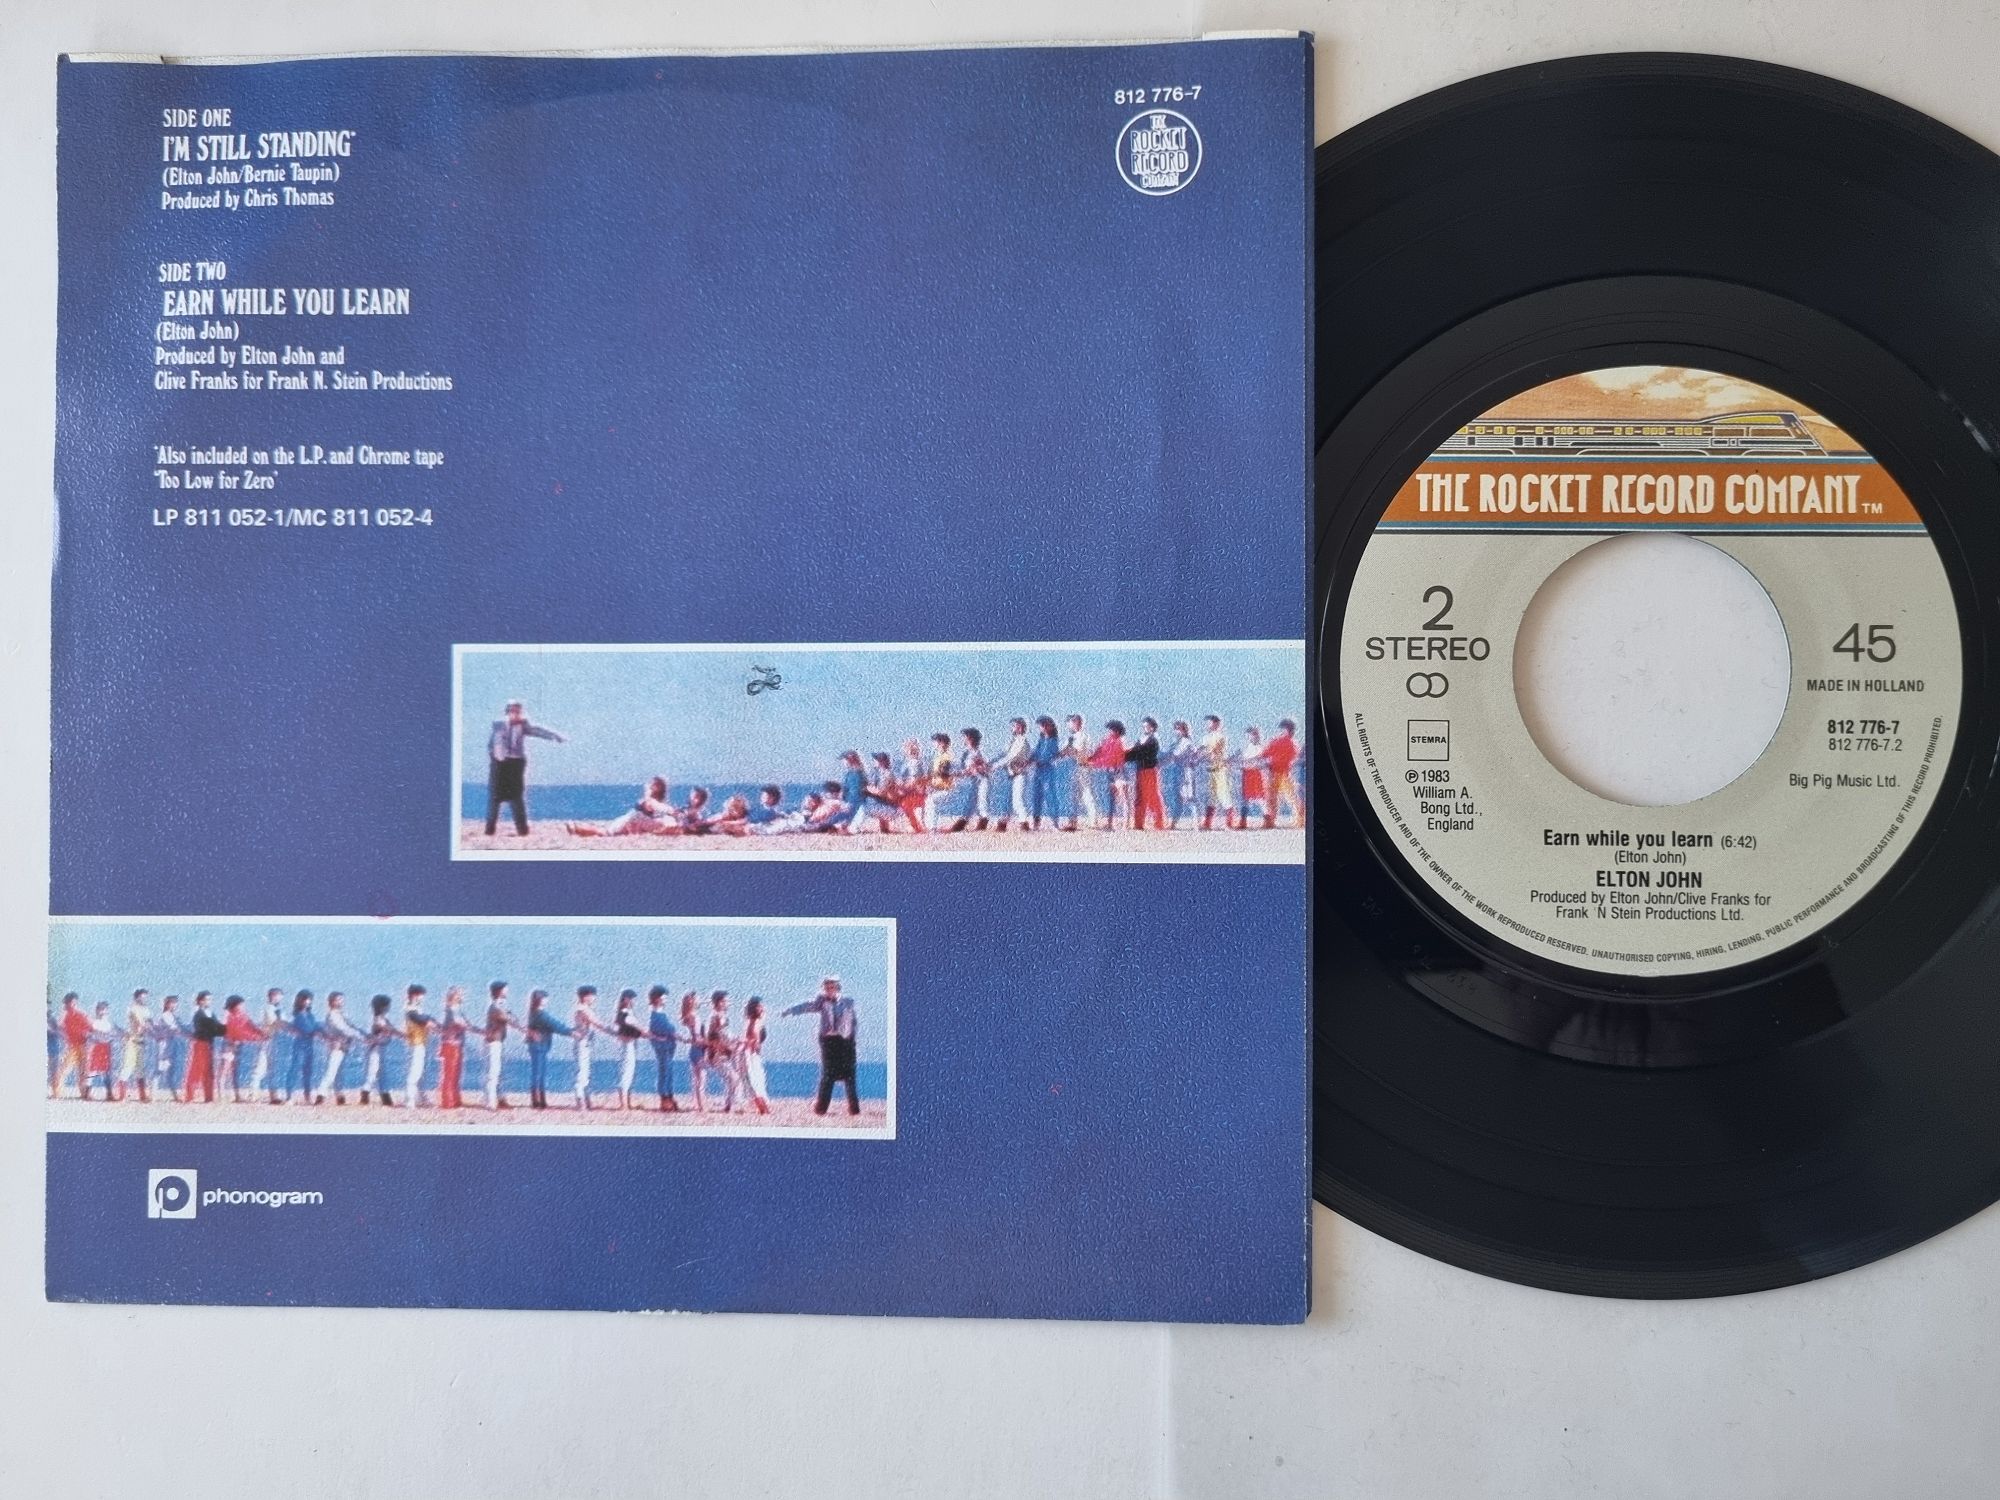 SIDE ONE
I'M STILL STANDING*
(Elton John/Bernie Taupin)
Produced by Chris Thomas
SIDE TWO
EARN WHILE YOU LEARN
(Elton John)
Produced by Elton John and
Clive Franks for Frank N. Stein Productions
*Also included on the L.P. and Chrome tape
'Too Low for Zero'
LP 811 052-1/MC 811 052-4
812 776-7
THE
ROCKET
RECORD
COMPANY
phonogram
THE ROCKET RECORD COMPANY TM
2
STEREO
45
MADE IN HOLLAND
STEMRA
812 776-7
812 776-7.2
Ⓟ 1983
William A.
Bong Ltd.,
England
Big Pig Music Ltd.
Earn while you learn (6:42)
(Elton John)
ELTON JOHN
Produced by Elton John/Clive Franks for
Frank 'N Stein Productions Ltd.
ALL RIGHTS OF THE PRODUCER AND OF THE OWNER OF THE WORK REPRODUCED RESERVED. UNAUTHORISED COPYING, HIRING, LENDING, PUBLIC PERFORMANCE AND BROADCASTING OF THIS RECORD PROHIBITED.